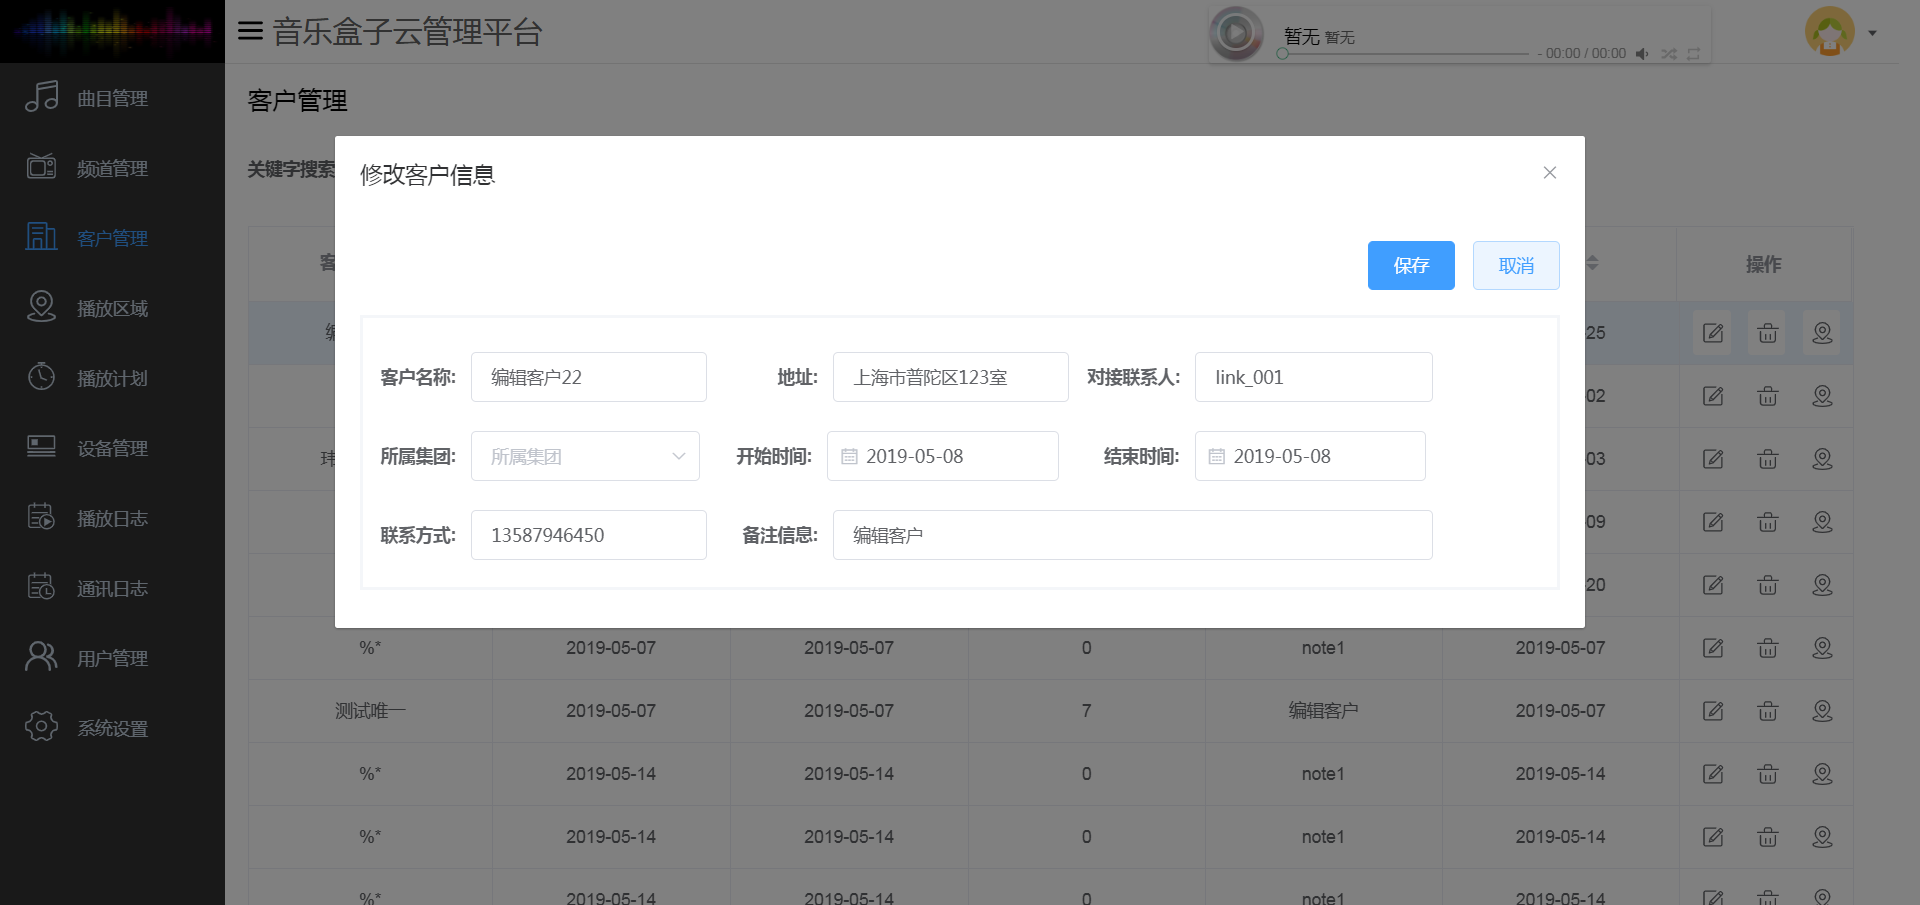 音乐盒子云管理平台
暂无 暂无
- 00:00 / 00:00
曲目管理
频道管理
客户管理
播放区域
播放计划
设备管理
播放日志
通讯日志
用户管理
系统设置
客户管理
关键字搜索
修改客户信息
保存 取消
客户名称: 编辑客户22 地址: 上海市普陀区123室 对接联系人: link_001
所属集团: 所属集团 开始时间: 2019-05-08 结束时间: 2019-05-08
联系方式: 13587946450 备注信息: 编辑客户
客 操作
编 25
02
玮 03
09
20
%* 2019-05-07 2019-05-07 0 note1 2019-05-07
测试唯一 2019-05-07 2019-05-07 7 编辑客户 2019-05-07
%* 2019-05-14 2019-05-14 0 note1 2019-05-14
%* 2019-05-14 2019-05-14 0 note1 2019-05-14
%* 2019-05-14 2019-05-14 0 note1 2019-05-14